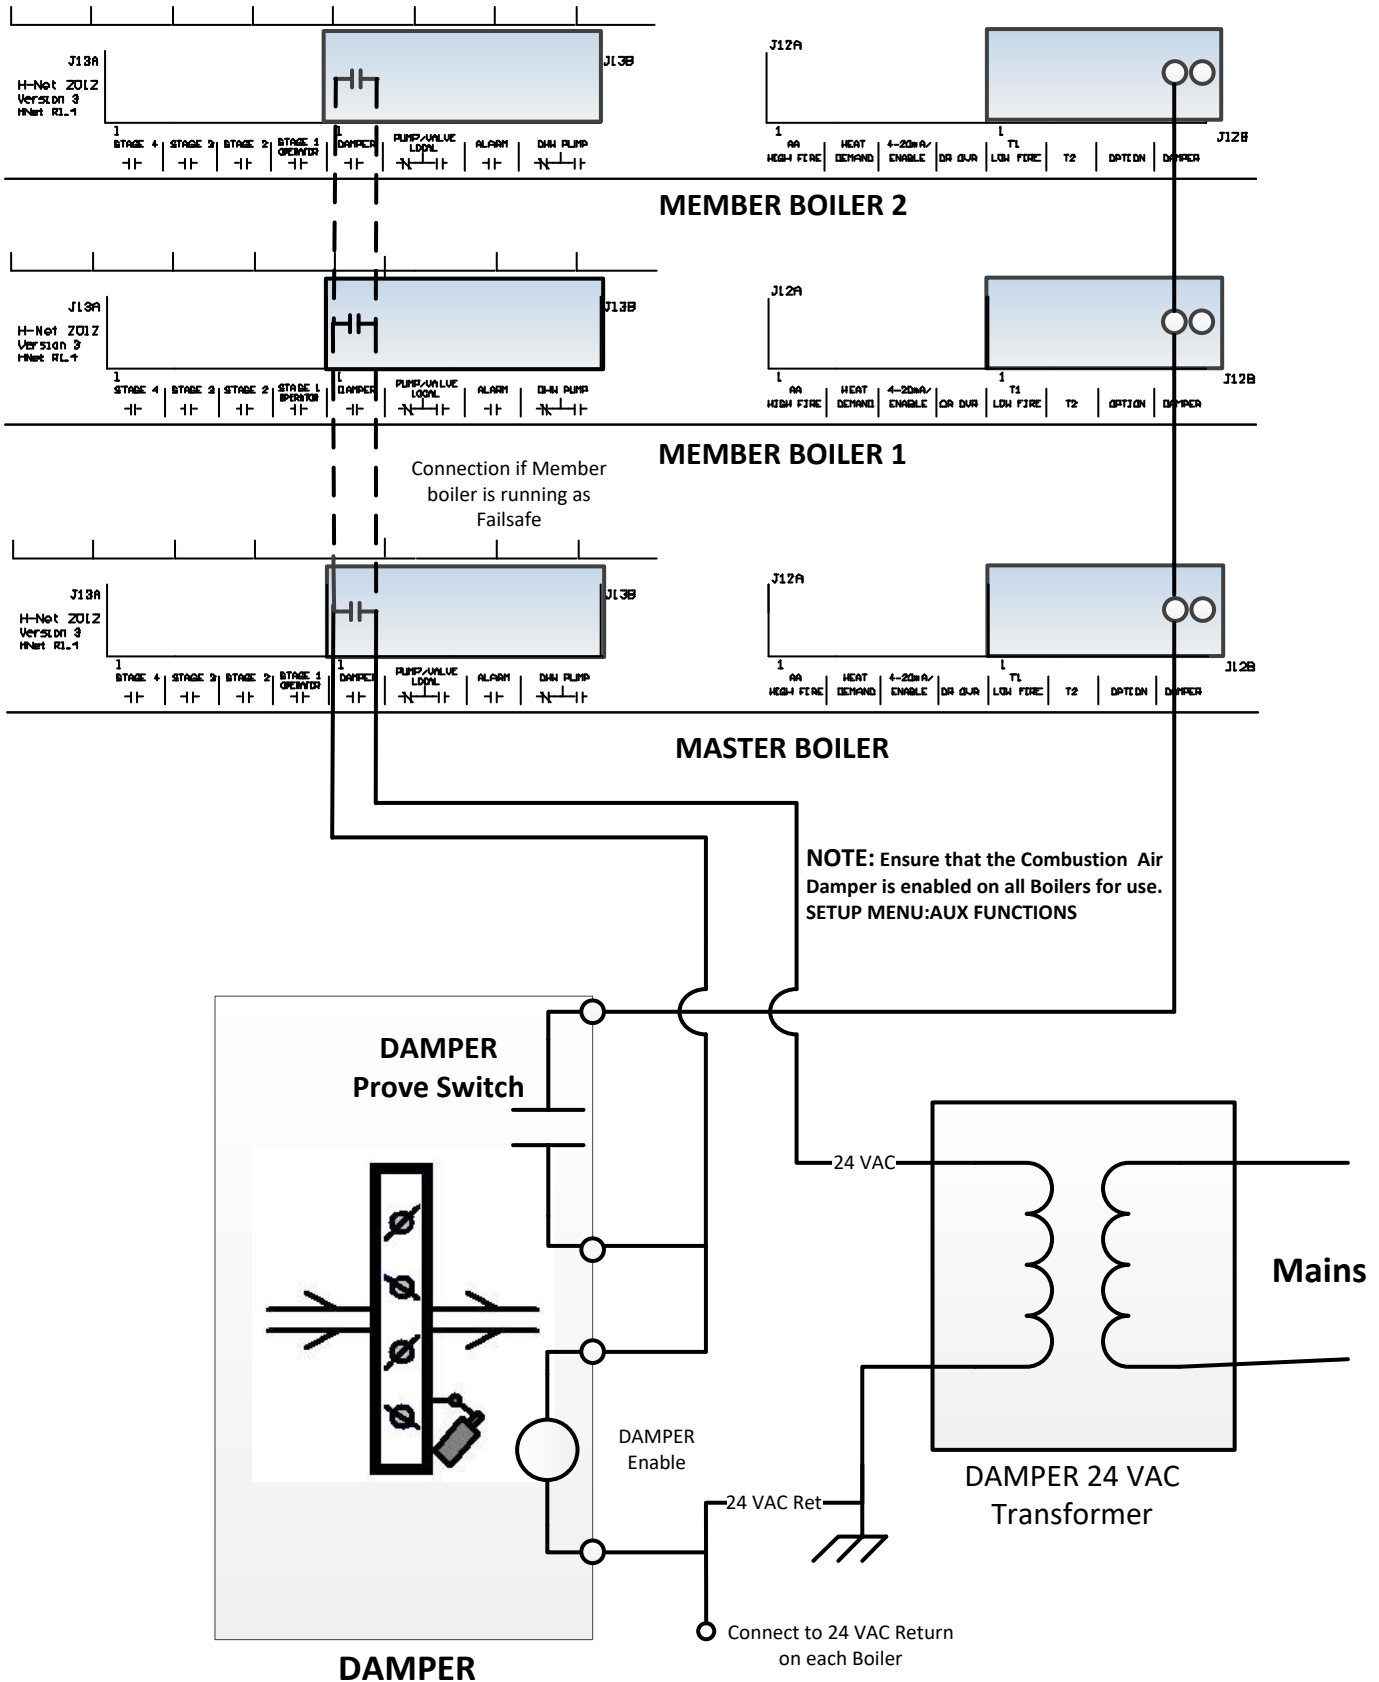 J13A
J13B
J12A
H-Net 2012
Version 3
HNet R1.4
1
1
1
1
J12B
STAGE 4
STAGE 3
STAGE 2
STAGE 1
OPERATOR
DAMPER
PUMP/VALVE
LOCAL
ALARM
DHW PUMP
AA
HIGH FIRE
HEAT
DEMAND
4-20mA/
ENABLE
OR OVR
T1
LOW FIRE
T2
OPTION
DAMPER
MEMBER BOILER 2
J13A
J13B
J12A
H-Net 2012
Version 3
HNet R1.4
1
1
1
1
J12B
STAGE 4
STAGE 3
STAGE 2
STAGE 1
OPERATOR
DAMPER
PUMP/VALVE
LOCAL
ALARM
DHW PUMP
AA
HIGH FIRE
HEAT
DEMAND
4-20mA/
ENABLE
OR OVR
T1
LOW FIRE
T2
OPTION
DAMPER
MEMBER BOILER 1
Connection if Member
boiler is running as
Failsafe
J13A
J13B
J12A
H-Net 2012
Version 3
HNet R1.4
1
1
1
1
J12B
STAGE 4
STAGE 3
STAGE 2
STAGE 1
OPERATOR
DAMPER
PUMP/VALVE
LOCAL
ALARM
DHW PUMP
AA
HIGH FIRE
HEAT
DEMAND
4-20mA/
ENABLE
OR OVR
T1
LOW FIRE
T2
OPTION
DAMPER
MASTER BOILER
NOTE: Ensure that the Combustion Air
Damper is enabled on all Boilers for use.
SETUP MENU:AUX FUNCTIONS
DAMPER
Prove Switch
24 VAC
Mains
DAMPER
Enable
DAMPER 24 VAC
Transformer
24 VAC Ret
Connect to 24 VAC Return
on each Boiler
DAMPER